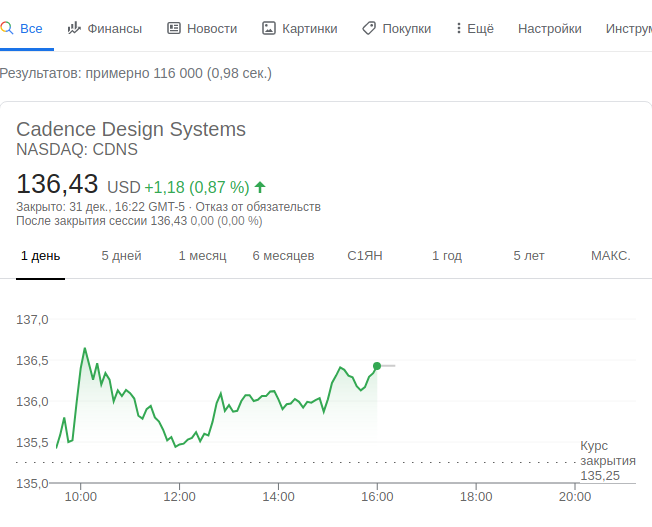 Все Финансы Новости Картинки Покупки Ещё Настройки Инструм
Результатов: примерно 116 000 (0,98 сек.)
Cadence Design Systems
NASDAQ: CDNS
136,43 USD +1,18 (0,87 %)
Закрыто: 31 дек., 16:22 GMT-5 · Отказ от обязательств
После закрытия сессии 136,43 0,00 (0,00 %)
1 день 5 дней 1 месяц 6 месяцев С1ЯН 1 год 5 лет МАКС.
137,0
136,5
136,0
135,5
Курс
закрытия
135,25
135,0
10:00 12:00 14:00 16:00 18:00 20:00